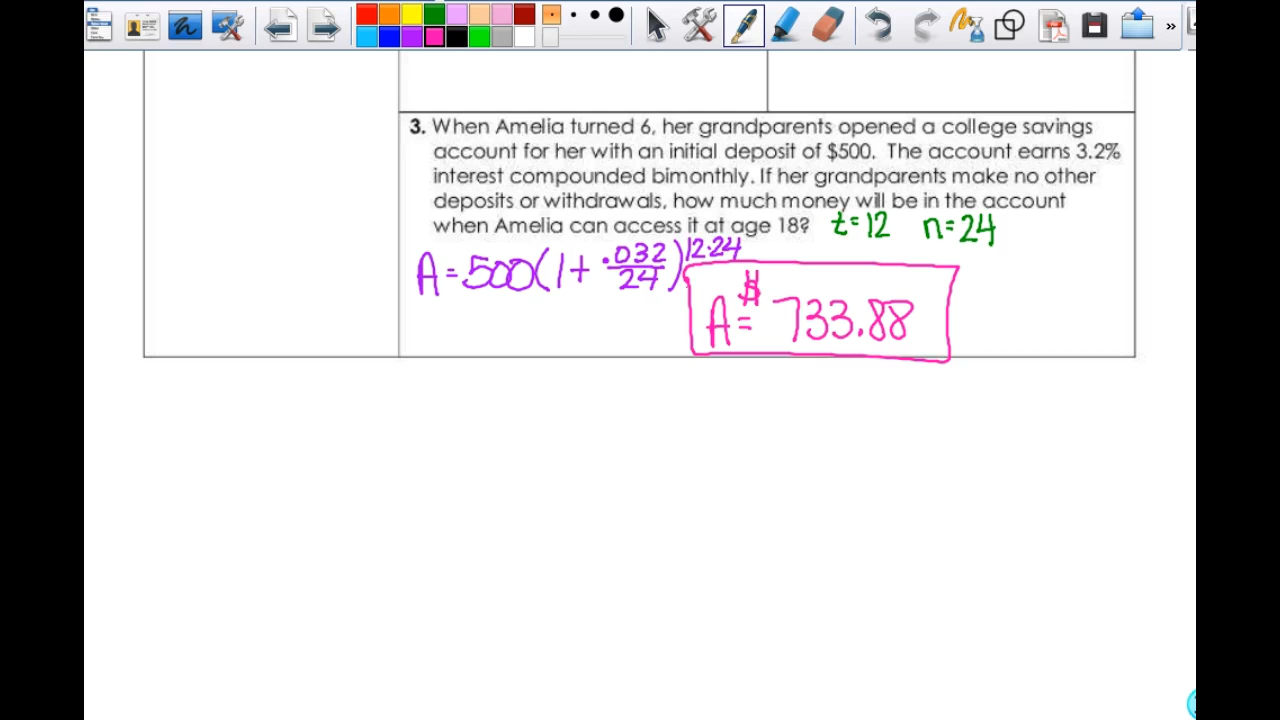 3. When Amelia turned 6, her grandparents opened a college savings
account for her with an initial deposit of $500. The account earns 3.2%
interest compounded bimonthly. If her grandparents make no other
deposits or withdrawals, how much money will be in the account
when Amelia can access it at age 18? t=12 n=24
A=500(1+ .032/24)^12·24
A= $733.88